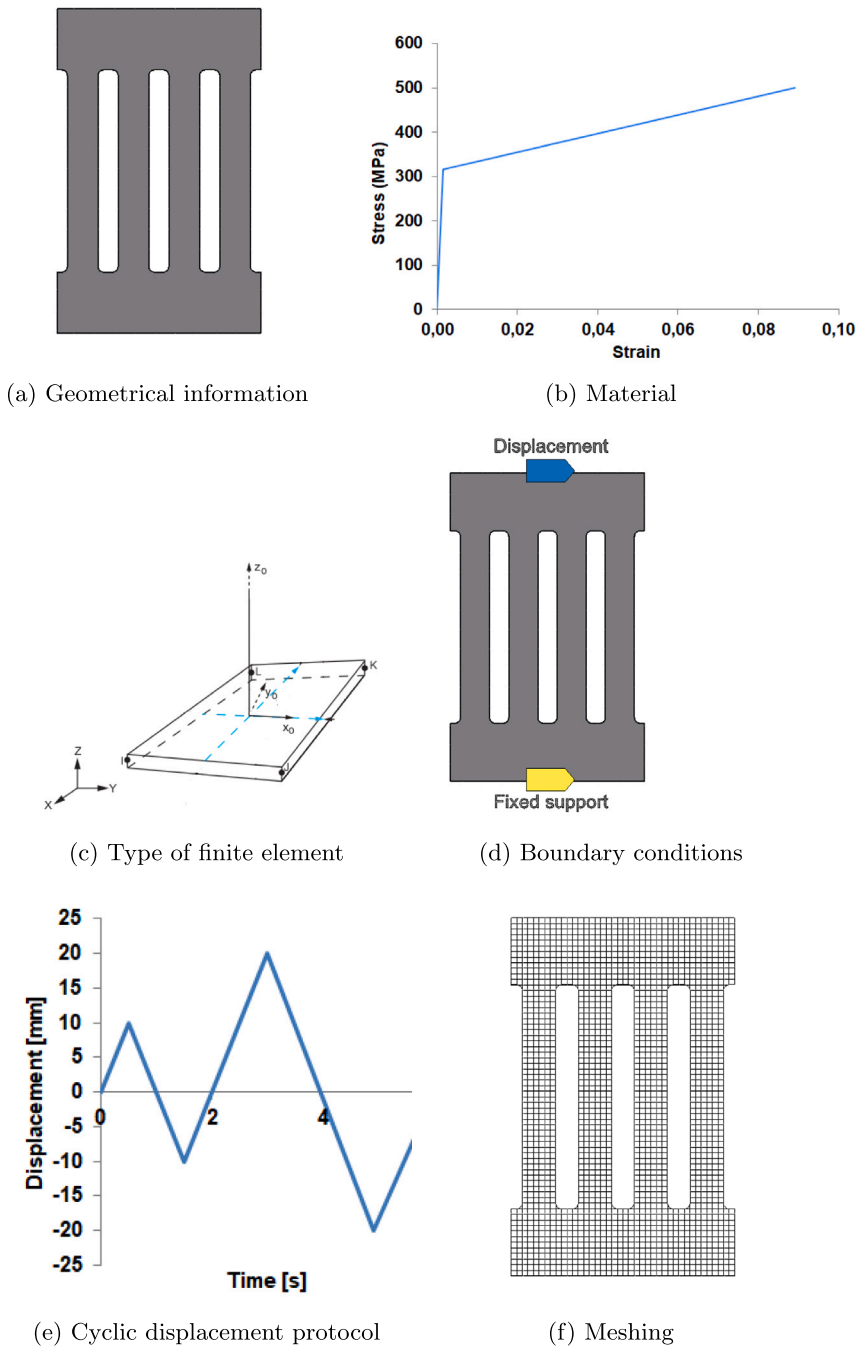 600
500
400
300
200
100
0
Stress (MPa)
0,00 0,02 0,04 0,06 0,08 0,10
Strain
(a) Geometrical information
(b) Material
Displacement
Fixed support
z0
L
K
y0
x0
I
J
Z
Y
X
(c) Type of finite element
(d) Boundary conditions
25
20
15
10
5
0
-5
-10
-15
-20
-25
Displacement [mm]
0 2 4
Time [s]
(e) Cyclic displacement protocol
(f) Meshing